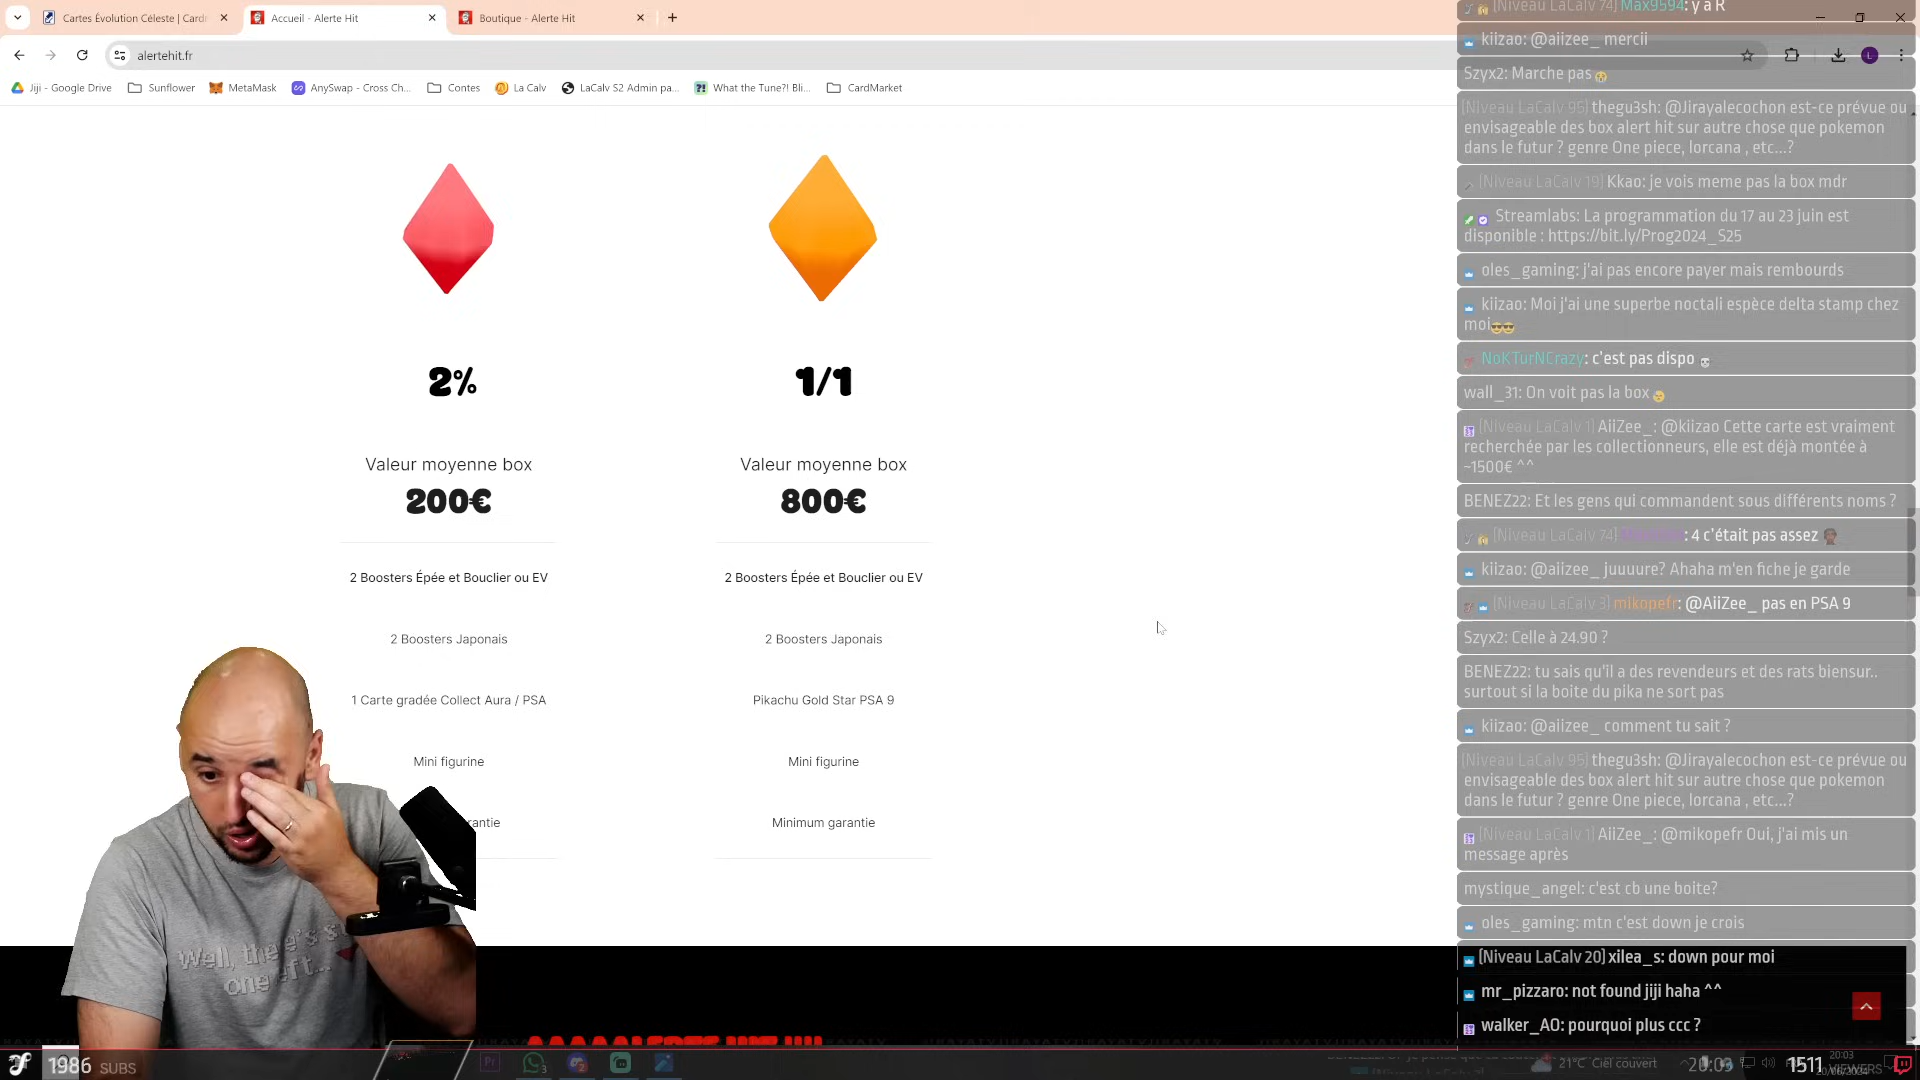 Cartes Évolution Céleste | Cardm
Accueil - Alerte Hit
Boutique - Alerte Hit
alertehit.fr
Jiji - Google Drive
Sunflower
MetaMask
AnySwap - Cross Ch...
Contes
La Calv
LaCalv S2 Admin pa...
What the Tune?! Bli...
CardMarket
2%
1/1
Valeur moyenne box
Valeur moyenne box
200€
800€
2 Boosters Épée et Bouclier ou EV
2 Boosters Épée et Bouclier ou EV
2 Boosters Japonais
2 Boosters Japonais
1 Carte gradée Collect Aura / PSA
Pikachu Gold Star PSA 9
Mini figurine
Mini figurine
rantie
Minimum garantie
Well, there's
one left...
[Niveau LaCalv 74] Max9594: y a R
kiizao: @aiizee_ mercii
Szyx2: Marche pas
[Niveau LaCalv 95] thegu3sh: @Jirayalecochon est-ce prévue ou
envisageable des box alert hit sur autre chose que pokemon
dans le futur ? genre One piece, lorcana , etc...?
[Niveau LaCalv 19] Kkao: je vois meme pas la box mdr
Streamlabs: La programmation du 17 au 23 juin est
disponible : https://bit.ly/Prog2024_S25
oles_gaming: j'ai pas encore payer mais rembourds
kiizao: Moi j'ai une superbe noctali espèce delta stamp chez
moi
NoKTurNCrazy: c'est pas dispo
wall_31: On voit pas la box
[Niveau LaCalv 1] AiiZee_: @kiizao Cette carte est vraiment
recherchée par les collectionneurs, elle est déjà montée à
~1500€ ^^
BENEZ22: Et les gens qui commandent sous différents noms ?
[Niveau LaCalv 74] : 4 c'était pas assez
kiizao: @aiizee_ juuuure? Ahaha m'en fiche je garde
[Niveau LaCalv 3] mikopefr: @AiiZee_ pas en PSA 9
Szyx2: Celle à 24.90 ?
BENEZ22: tu sais qu'il a des revendeurs et des rats biensur..
surtout si la boite du pika ne sort pas
kiizao: @aiizee_ comment tu sait ?
[Niveau LaCalv 95] thegu3sh: @Jirayalecochon est-ce prévue ou
envisageable des box alert hit sur autre chose que pokemon
dans le futur ? genre One piece, lorcana , etc...?
[Niveau LaCalv 1] AiiZee_: @mikopefr Oui, j'ai mis un
message après
mystique_angel: c'est cb une boite?
oles_gaming: mtn c'est down je crois
[Niveau LaCalv 20] xilea_s: down pour moi
mr_pizzaro: not found jiji haha ^^
walker_AO: pourquoi plus ccc ?
1986 SUBS
21°C Ciel couvert
20:03
1511 VIEWERS
20:03